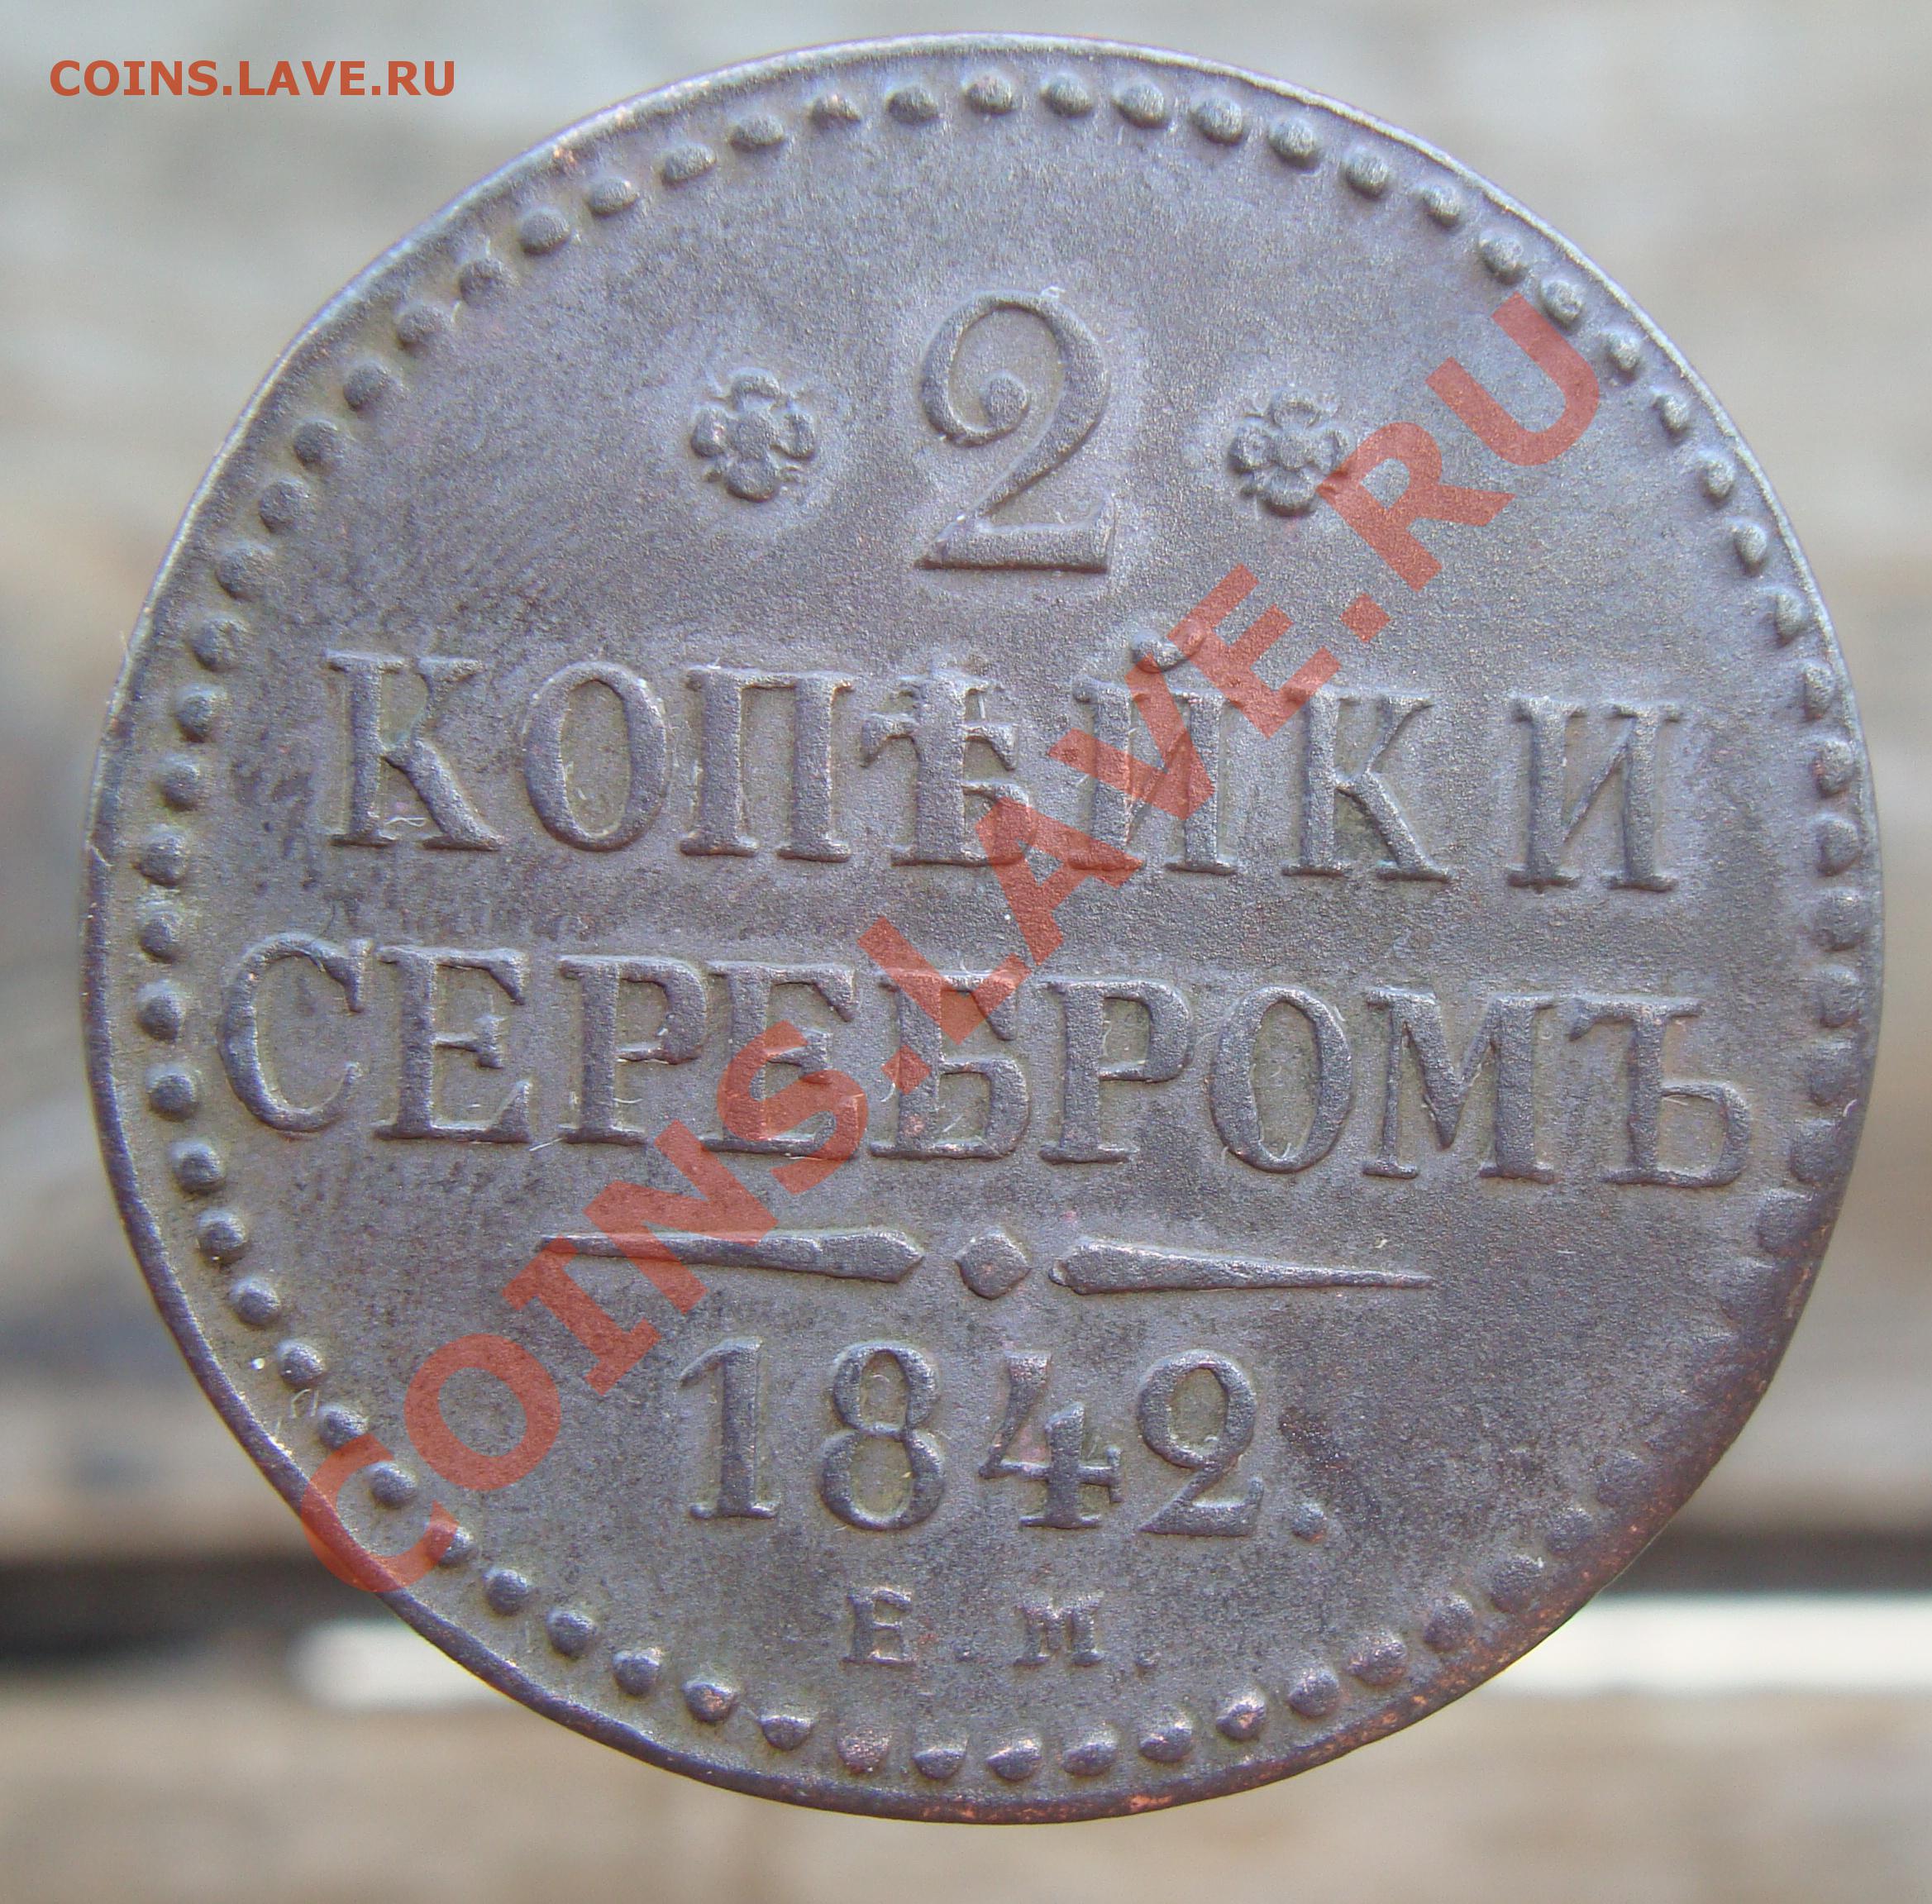 COINS.LAVE.RU
2
КОПѢЙКИ
СЕРЕБРОМЪ
1842.
Е. М.
COINS.LAVE.RU